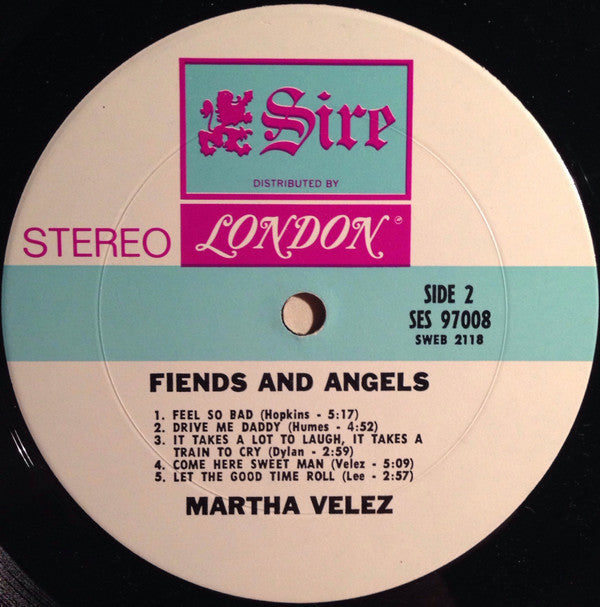 Sire
DISTRIBUTED BY
STEREO
LONDON®
SIDE 2
SES 97008
SWEB 2118
FIENDS AND ANGELS
1. FEEL SO BAD (Hopkins - 5:17)
2. DRIVE ME DADDY (Humes - 4:52)
3. IT TAKES A LOT TO LAUGH, IT TAKES A
TRAIN TO CRY (Dylan - 2:59)
4. COME HERE SWEET MAN (Velez - 5:09)
5. LET THE GOOD TIME ROLL (Lee - 2:57)
MARTHA VELEZ